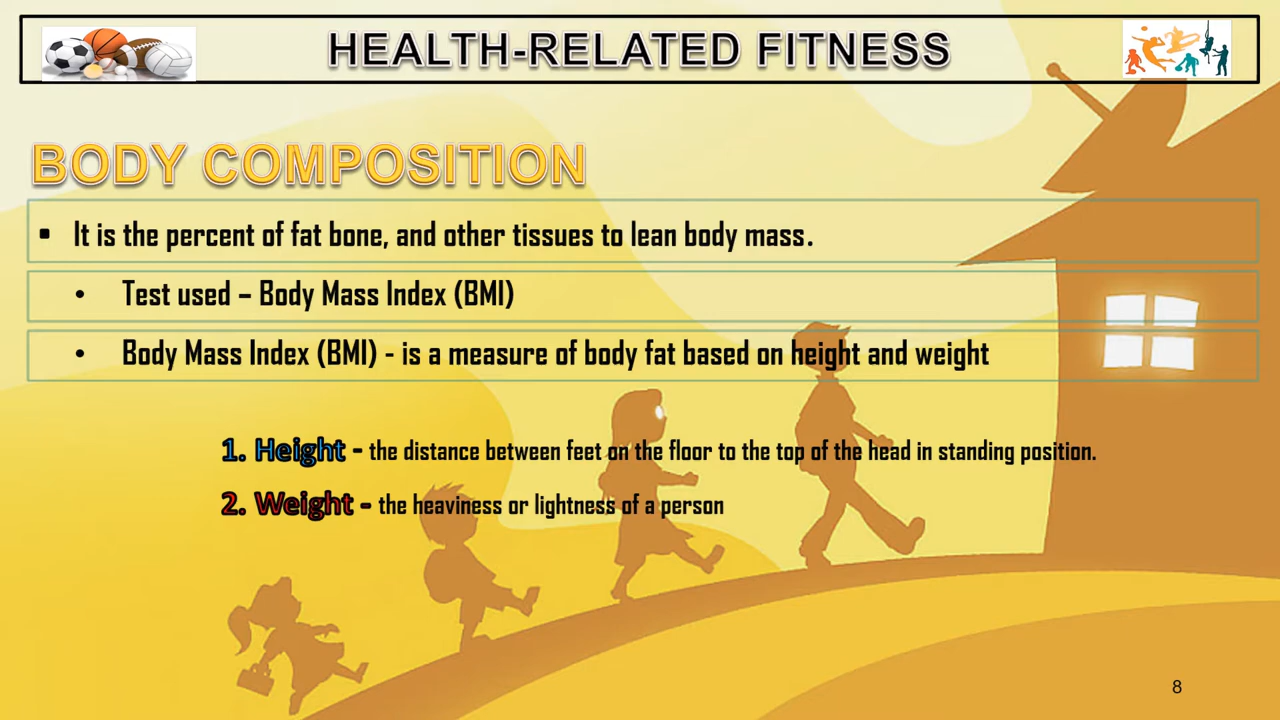 HEALTH-RELATED FITNESS
BODY COMPOSITION
▪ It is the percent of fat bone, and other tissues to lean body mass.
• Test used – Body Mass Index (BMI)
• Body Mass Index (BMI) - is a measure of body fat based on height and weight
1. Height - the distance between feet on the floor to the top of the head in standing position.
2. Weight - the heaviness or lightness of a person
8